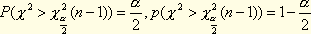 P(χ² > χ²_{α/2}(n-1)) = α/2, p(χ² > χ²_{α/2}(n-1)) = 1 - α/2